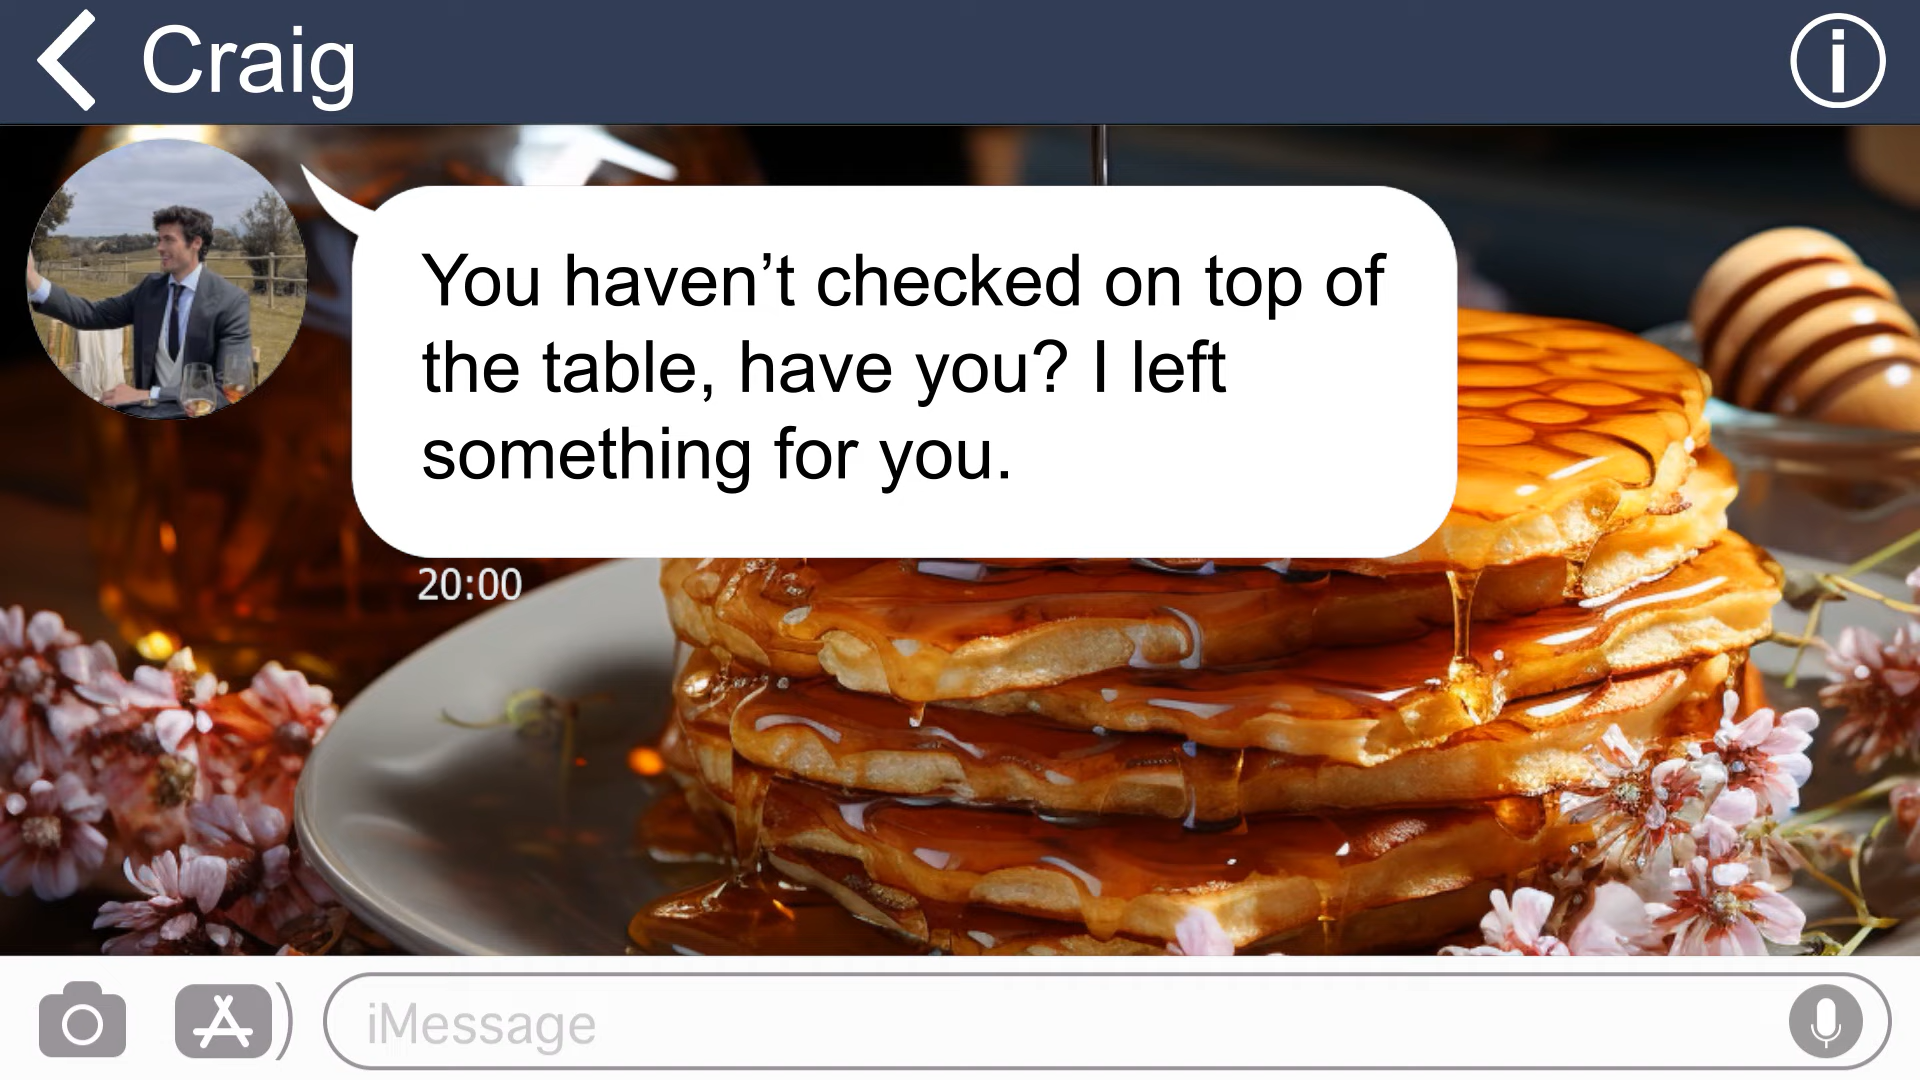 Craig
You haven’t checked on top of
the table, have you? I left
something for you.
20:00
iMessage